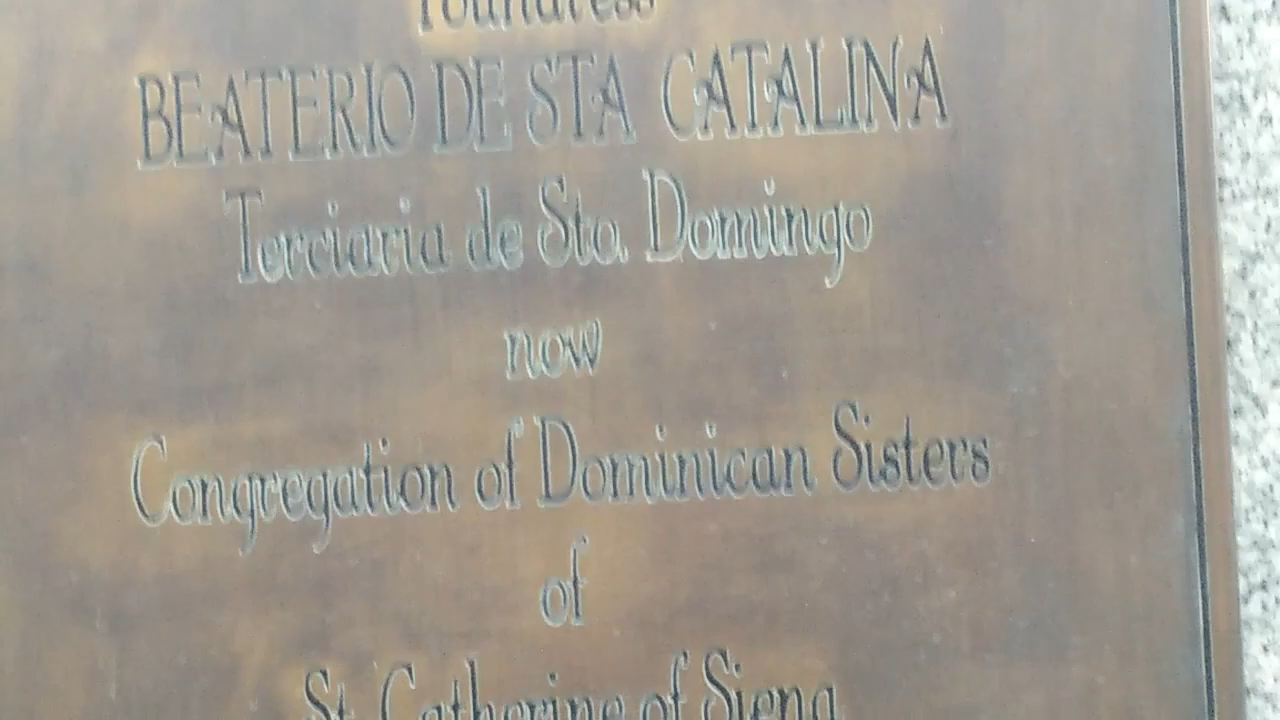 Foundress
BEATERIO DE STA CATALINA
Terciaria de Sto. Domingo
now
Congregation of Dominican Sisters
of
St. Catherine of Siena